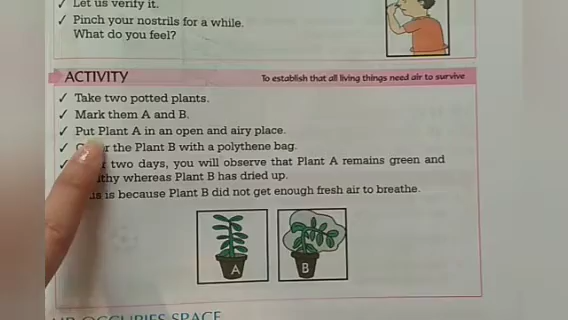 ✓ Let us verify it.
✓ Pinch your nostrils for a while.
What do you feel?
ACTIVITY To establish that all living things need air to survive
✓ Take two potted plants.
✓ Mark them A and B.
✓ Put Plant A in an open and airy place.
✓ the Plant B with a polythene bag.
✓ two days, you will observe that Plant A remains green and
whereas Plant B has dried up.
is because Plant B did not get enough fresh air to breathe.
A B
OCCUPIES SPACE